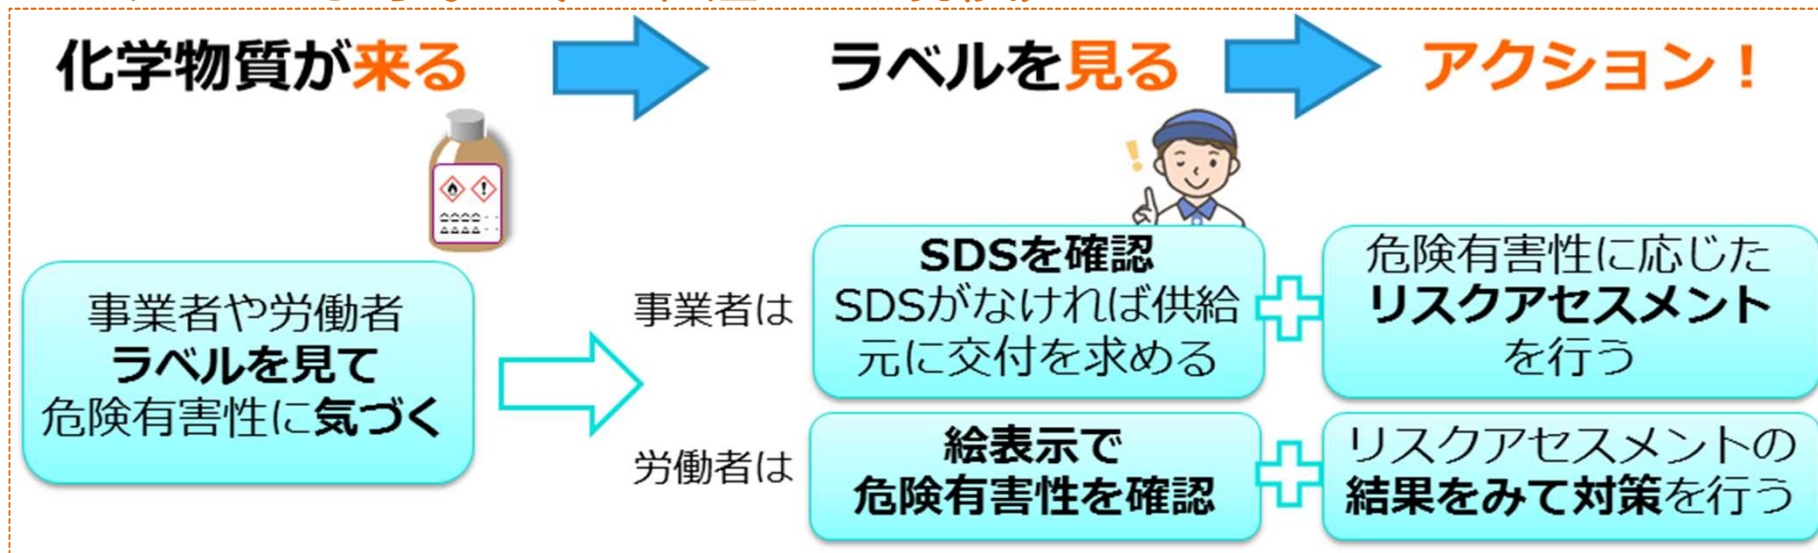 化学物質が来る
ラベルを見る
アクション！
事業者や労働者
ラベルを見て
危険有害性に気づく
事業者は
SDSを確認
SDSがなければ供給
元に交付を求める
危険有害性に応じた
リスクアセスメント
を行う
労働者は
絵表示で
危険有害性を確認
リスクアセスメントの
結果をみて対策を行う